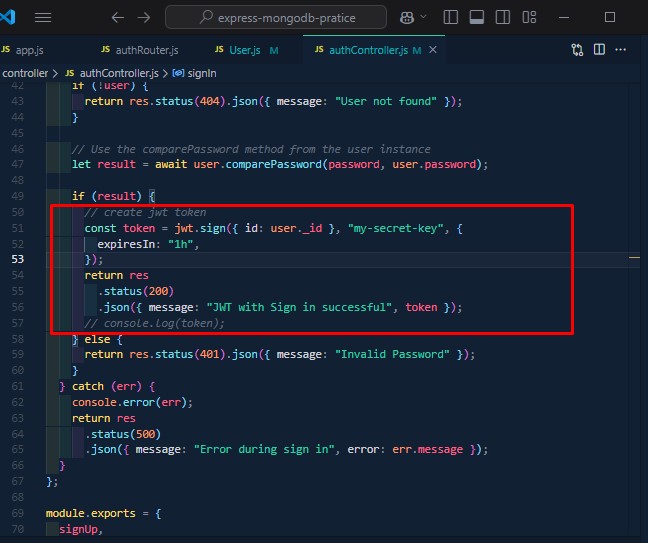 express-mongodb-pratice
JS app.js JS authRouter.js JS User.js M JS authController.js M
controller > JS authController.js > signIn
42 if (!user) {
43 return res.status(404).json({ message: "User not found" });
44 }
45
46 // Use the comparePassword method from the user instance
47 let result = await user.comparePassword(password, user.password);
48
49 if (result) {
50 // create jwt token
51 const token = jwt.sign({ id: user._id }, "my-secret-key", {
52 expiresIn: "1h",
53 });
54 return res
55 .status(200)
56 .json({ message: "JWT with Sign in successful", token });
57 // console.log(token);
58 } else {
59 return res.status(401).json({ message: "Invalid Password" });
60 }
61 } catch (err) {
62 console.error(err);
63 return res
64 .status(500)
65 .json({ message: "Error during sign in", error: err.message });
66 }
67 };
68
69 module.exports = {
70 signUp,